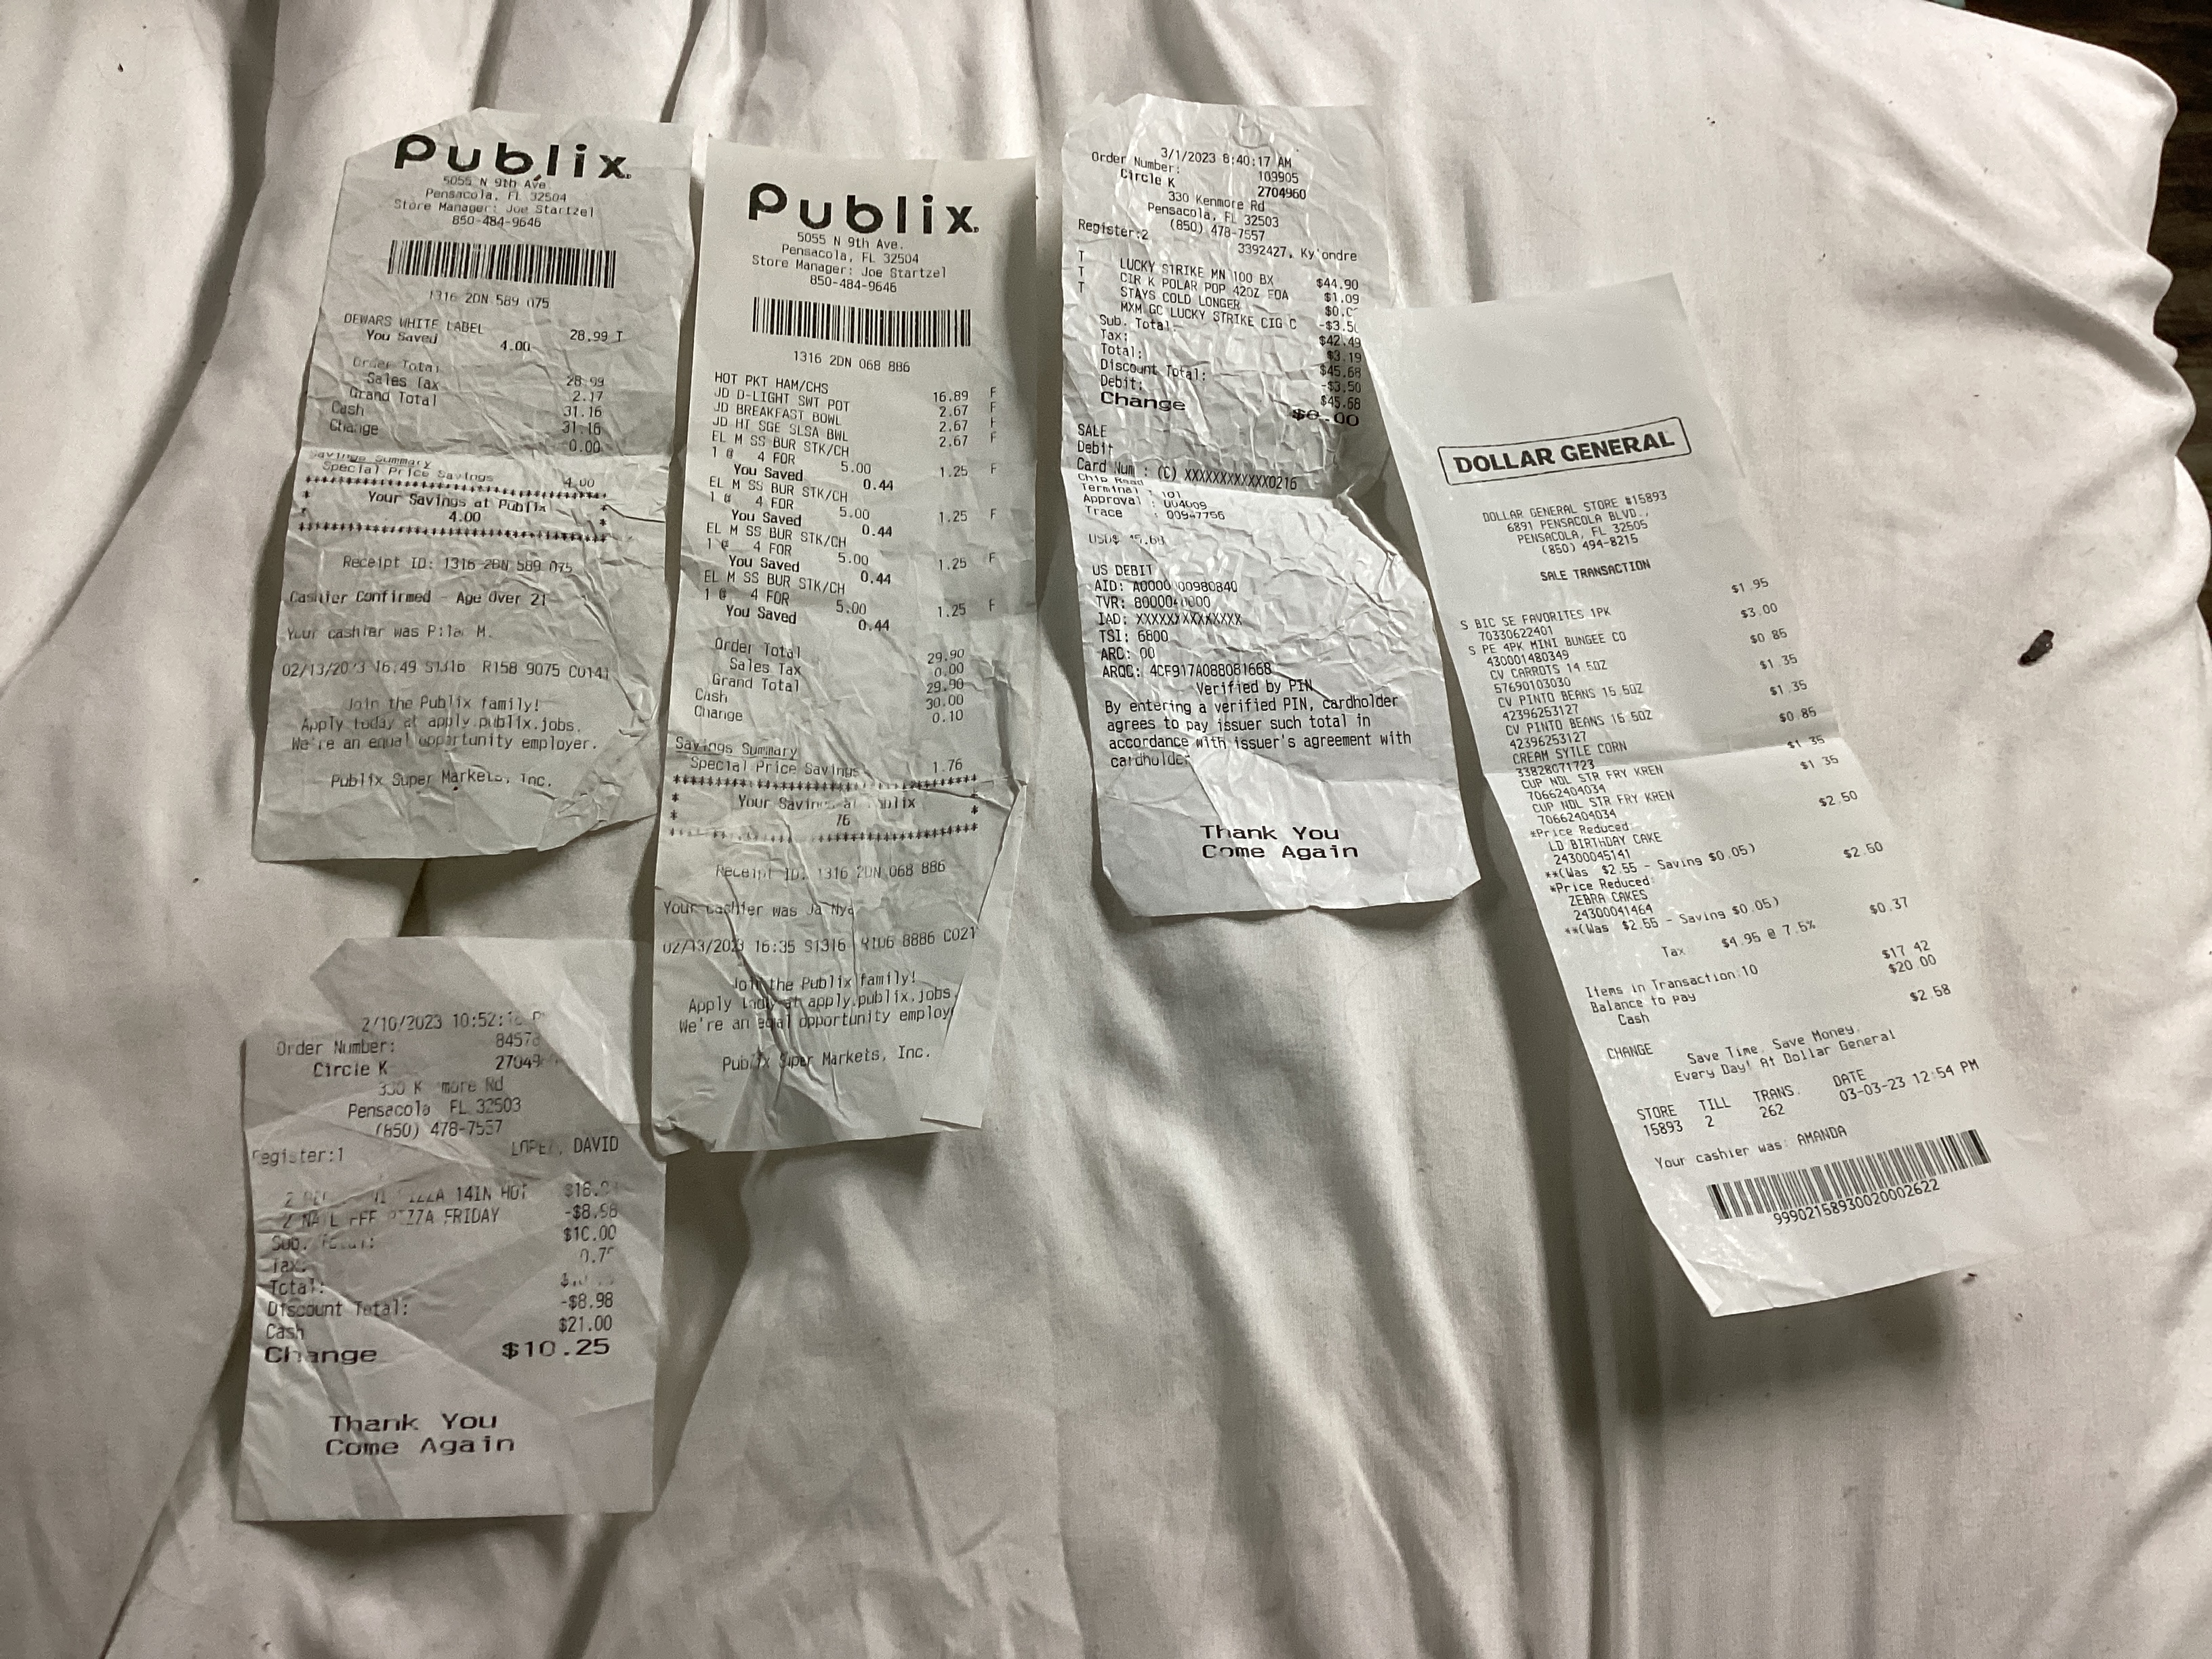 Publix.
5055 N 9th Ave.
Pensacola, FL 32504
Store Manager: Joe Startzel
850-484-9646
1316 2DN 589 075
DEWARS WHITE LABEL 28.99 T
You Saved 4.00
Order Total 28.99
Sales Tax 2.17
Grand Total 31.16
Cash 31.16
Change 0.00
Savings Summary
Special Price Savings 4.00
************************************
* Your Savings at Publix *
* 4.00 *
************************************
Receipt ID: 1316 2DN 589 075
Cashier Confirmed - Age Over 21
Your cashier was Pilar M.
02/13/2023 16:49 S1316 R158 9075 C0141
Join the Publix family!
Apply today at apply.publix.jobs.
We're an equal opportunity employer.
Publix Super Markets, Inc.
Publix.
5055 N 9th Ave.
Pensacola, FL 32504
Store Manager: Joe Startzel
850-484-9646
1316 2DN 068 886
HOT PKT HAM/CHS 16.89 F
JD D-LIGHT SWT POT 2.67 F
JD BREAKFAST BOWL 2.67 F
JD HT SGE SLSA BWL 2.67 F
EL M SS BUR STK/CH
1 @ 4 FOR 5.00 1.25 F
You Saved 0.44
EL M SS BUR STK/CH
1 @ 4 FOR 5.00 1.25 F
You Saved 0.44
EL M SS BUR STK/CH
1 @ 4 FOR 5.00 1.25 F
You Saved 0.44
EL M SS BUR STK/CH
1 @ 4 FOR 5.00 1.25 F
You Saved 0.44
Order Total 29.90
Sales Tax 0.00
Grand Total 29.90
Cash 30.00
Change 0.10
Savings Summary
Special Price Savings 1.76
************************************
* Your Savings at Publix *
* 76 *
************************************
Receipt ID: 1316 2DN 068 886
Your cashier was Ja Nya
02/13/2023 16:35 S1316 R106 8886 C021
Join the Publix family!
Apply today at apply.publix.jobs.
We're an equal opportunity employ
Publix Super Markets, Inc.
3/1/2023 8:40:17 AM
Order Number: 109905
Circle K 2704960
330 Kenmore Rd
Pensacola, FL 32503
(850) 478-7557
Register:2 3392427, Ky'ondre
T LUCKY STRIKE MN 100 BX $44.90
T CIR K POLAR POP 42OZ FOA $1.09
T STAYS COLD LONGER
MXM GC LUCKY STRIKE CIG C -$3.50
Sub. Total: $42.49
Tax: $3.19
Total: $45.68
Discount Total: -$3.50
Debit: $45.68
Change $0.00
SALE
Debit
Card Num : (C) XXXXXXXXXXXX0216
Chip Read
Terminal : 101
Approval : 004009
Trace : 00947756
USD$ 45.68
US DEBIT
AID: A0000 00980840
TVR: 8000040000
IAD: XXXXXXXXXXXXXX
TSI: 6800
ARC: 00
ARQC: 4CF917A088081668
Verified by PIN
By entering a verified PIN, cardholder
agrees to pay issuer such total in
accordance with issuer's agreement with
cardholder
Thank You
Come Again
DOLLAR GENERAL
DOLLAR GENERAL STORE #15893
6891 PENSACOLA BLVD.,
PENSACOLA, FL 32505
(850) 494-8215
SALE TRANSACTION
S BIC SE FAVORITES 1PK $1.95
70330622401
S PE 4PK MINI BUNGEE CO $3.00
430001480349
CV CARROTS 14.5OZ $0.85
57690103030
CV PINTO BEANS 15.5OZ $1.35
42396253127
CV PINTO BEANS 15.5OZ $1.35
42396253127
CREAM SYTLE CORN $0.85
33828071723
CUP NDL STR FRY KREN $1.35
70662404034
CUP NDL STR FRY KREN $1.35
70662404034
*Price Reduced
LD BIRTHDAY CAKE $2.50
24300045141
**(Was $2.55 - Saving $0.05)
*Price Reduced
ZEBRA CAKES $2.50
24300041464
**(Was $2.55 - Saving $0.05)
Tax $4.95 @ 7.5% $0.37
Items in Transaction:10
Balance to pay $17.42
Cash $20.00
CHANGE $2.58
Save Time. Save Money.
Every Day! At Dollar General
STORE TILL TRANS. DATE
15893 2 262 03-03-23 12:54 PM
Your cashier was: AMANDA
99902158930020002622
2/10/2023 10:52:
Order Number: 8457
Circle K 27049
330 K more Rd
Pensacola FL 32503
(850) 478-7557
egister:1 LOPEZ, DAVID
2 PIZZA 14IN HOT
2 PIZZA FRIDAY -$8.98
Sub. Total: $10.00
Tax:
Total:
Discount Total: -$8.98
Cash $21.00
Change $10.25
Thank You
Come Again